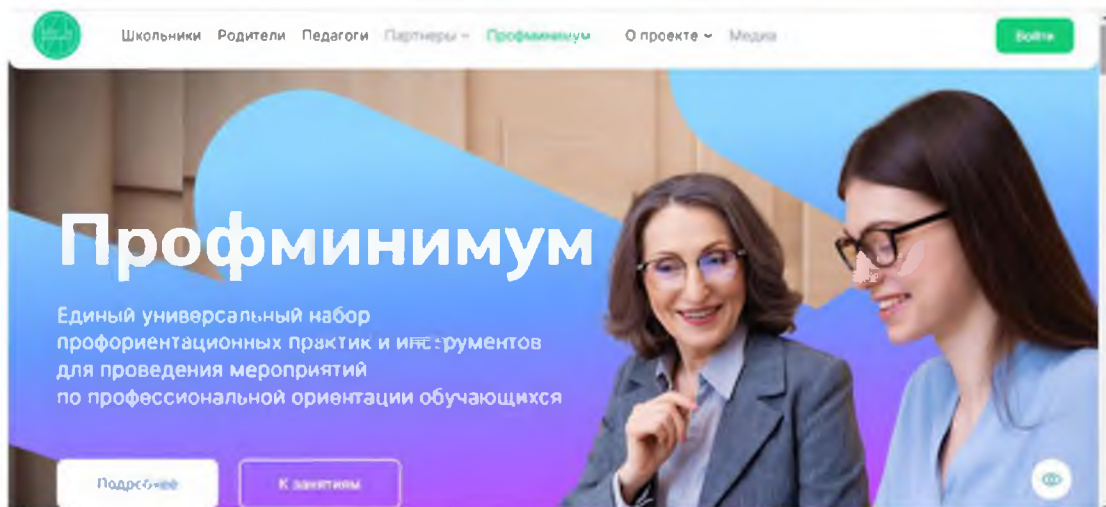 Школьники Родители Педагоги Партнеры Профминимум О проекте Медиа Войти
Профминимум
Единый универсальный набор
профориентационных практик и инструментов
для проведения мероприятий
по профессиональной ориентации обучающихся
Подробнее К занятиям